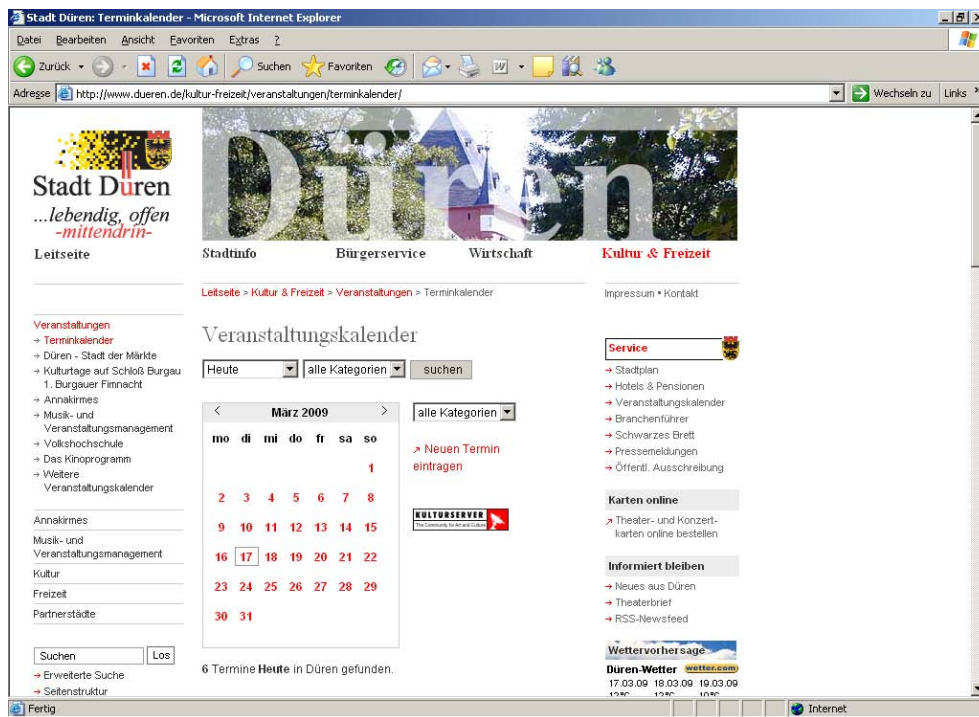 Stadt Düren: Terminkalender - Microsoft Internet Explorer
Datei Bearbeiten Ansicht Favoriten Extras ?
Zurück Suchen Favoriten
Adresse http://www.dueren.de/kultur-freizeit/veranstaltungen/terminkalender/ Wechseln zu Links
Stadt Düren
...lebendig, offen
-mittendrin-
Düren
Leitseite Stadtinfo Bürgerservice Wirtschaft Kultur & Freizeit
Leitseite > Kultur & Freizeit > Veranstaltungen > Terminkalender
Impressum • Kontakt
Veranstaltungen
Terminkalender
Düren - Stadt der Märkte
Kulturtage auf Schloß Burgau
1. Burgauer Filmnacht
Annakirmes
Musik- und
Veranstaltungsmanagement
Volkshochschule
Das Kinoprogramm
Weitere
Veranstaltungskalender
Annakirmes
Musik- und
Veranstaltungsmanagement
Kultur
Freizeit
Partnerstädte
Suchen Los
Erweiterte Suche
Seitenstruktur
Veranstaltungskalender
Heute alle Kategorien suchen
< März 2009 >
mo di mi do fr sa so
1
2 3 4 5 6 7 8
9 10 11 12 13 14 15
16 17 18 19 20 21 22
23 24 25 26 27 28 29
30 31
6 Termine Heute in Düren gefunden.
alle Kategorien
Neuen Termin
eintragen
KULTURSERVER
The Community for Art and Culture
Service
Stadtplan
Hotels & Pensionen
Veranstaltungskalender
Branchenführer
Schwarzes Brett
Pressemeldungen
Öffentl. Ausschreibung
Karten online
Theater- und Konzert-
karten online bestellen
Informiert bleiben
Neues aus Düren
Theaterbrief
RSS-Newsfeed
Wettervorhersage
Düren-Wetter wetter.com
17.03.09 18.03.09 19.03.09
Fertig Internet